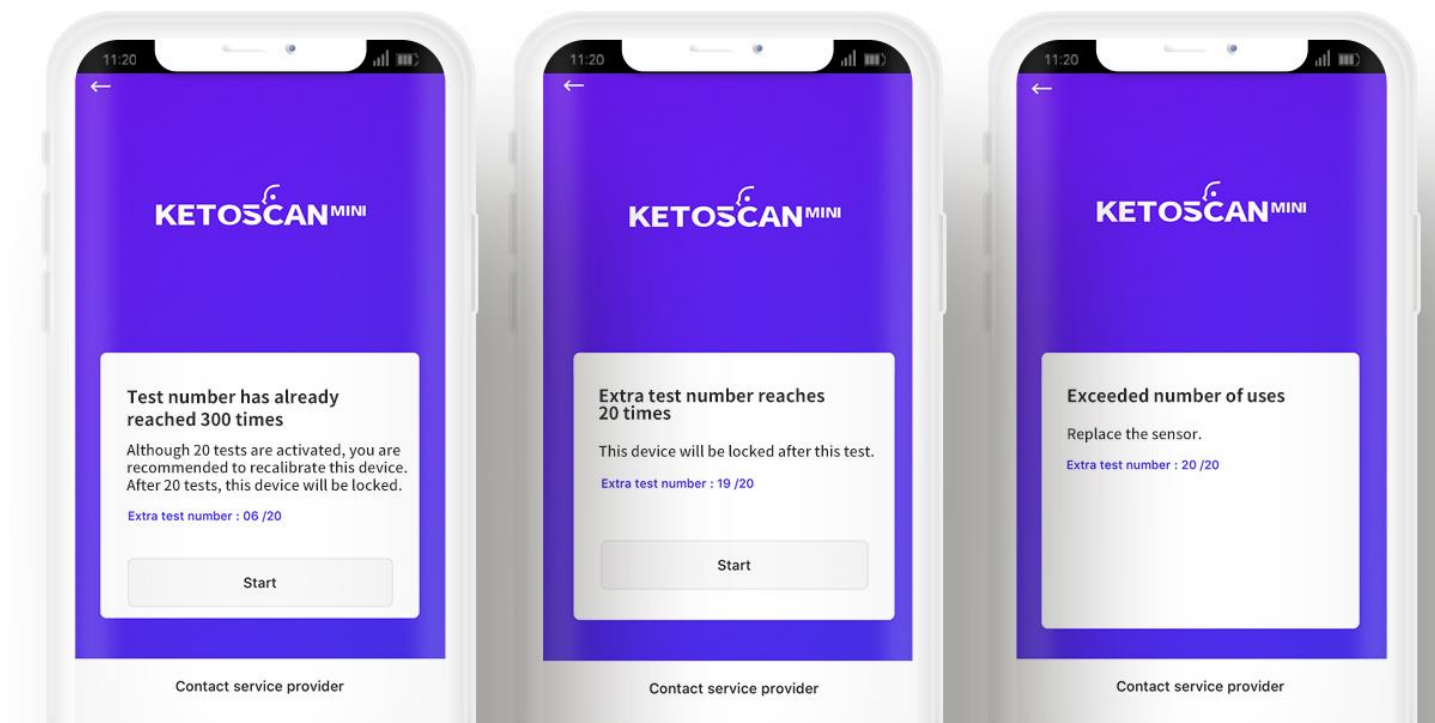 11:20
KETOSCAN MINI
Test number has already
reached 300 times
Although 20 tests are activated, you are
recommended to recalibrate this device.
After 20 tests, this device will be locked.
Extra test number : 06 /20
Start
Contact service provider
11:20
KETOSCAN MINI
Extra test number reaches
20 times
This device will be locked after this test.
Extra test number : 19 /20
Start
Contact service provider
11:20
KETOSCAN MINI
Exceeded number of uses
Replace the sensor.
Extra test number : 20 /20
Contact service provider